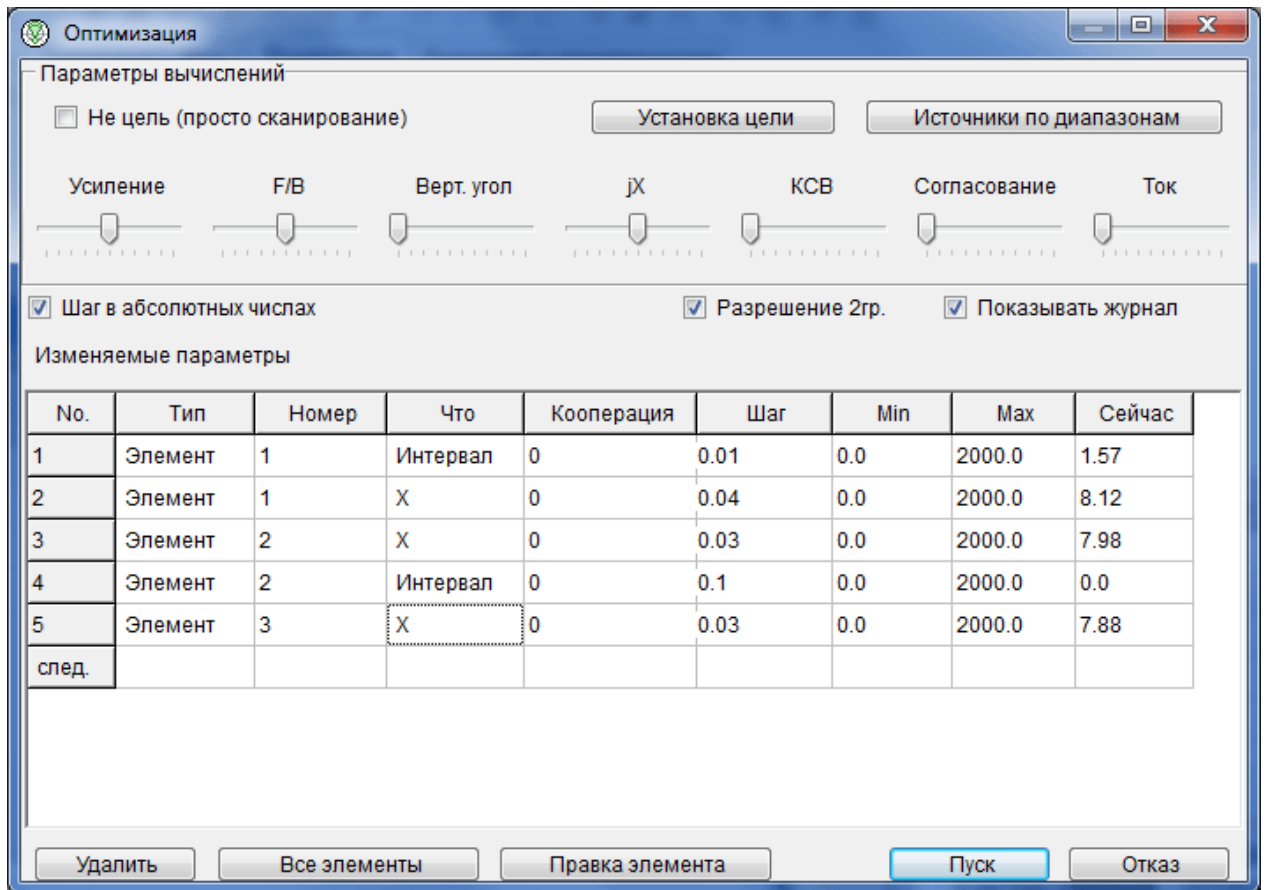 Оптимизация
Параметры вычислений
Не цель (просто сканирование) Установка цели Источники по диапазонам
Усиление F/B Верт. угол jX КСВ Согласование Ток
Шаг в абсолютных числах Разрешение 2гр. Показывать журнал
Изменяемые параметры
No. Тип Номер Что Кооперация Шаг Min Max Сейчас
1 Элемент 1 Интервал 0 0.01 0.0 2000.0 1.57
2 Элемент 1 X 0 0.04 0.0 2000.0 8.12
3 Элемент 2 X 0 0.03 0.0 2000.0 7.98
4 Элемент 2 Интервал 0 0.1 0.0 2000.0 0.0
5 Элемент 3 X 0 0.03 0.0 2000.0 7.88
след.
Удалить Все элементы Правка элемента Пуск Отказ